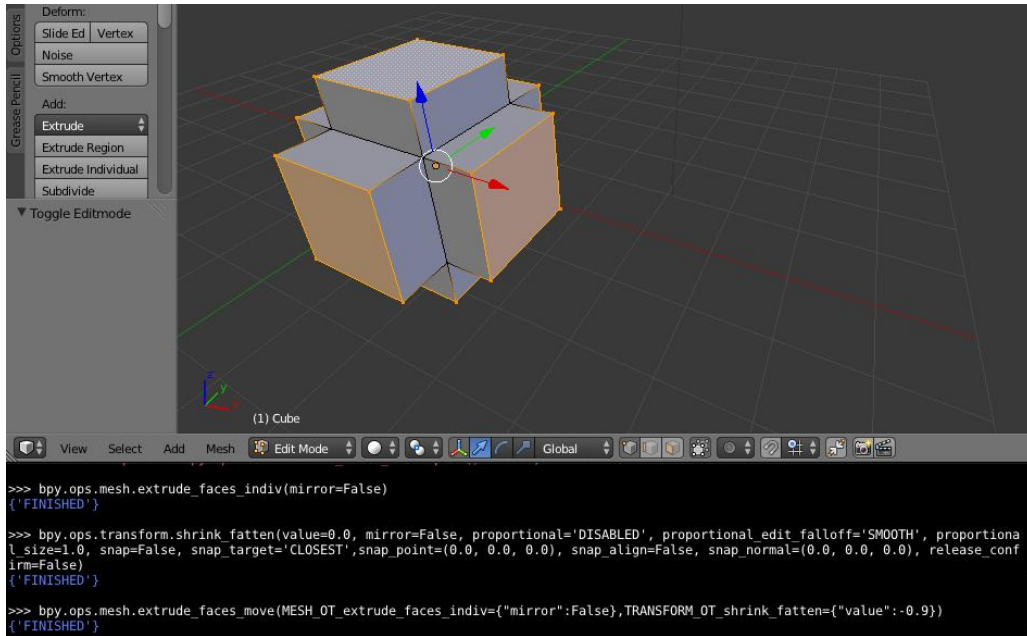 Options
Grease Pencil
Deform:
Slide Ed Vertex
Noise
Smooth Vertex
Add:
Extrude
Extrude Region
Extrude Individual
Subdivide
Toggle Editmode
z
y
x
(1) Cube
View Select Add Mesh Edit Mode Global
>>> bpy.ops.mesh.extrude_faces_indiv(mirror=False)
{'FINISHED'}
>>> bpy.ops.transform.shrink_fatten(value=0.0, mirror=False, proportional='DISABLED', proportional_edit_falloff='SMOOTH', proportiona
l_size=1.0, snap=False, snap_target='CLOSEST',snap_point=(0.0, 0.0, 0.0), snap_align=False, snap_normal=(0.0, 0.0, 0.0), release_conf
irm=False)
{'FINISHED'}
>>> bpy.ops.mesh.extrude_faces_move(MESH_OT_extrude_faces_indiv={"mirror":False},TRANSFORM_OT_shrink_fatten={"value":-0.9})
{'FINISHED'}